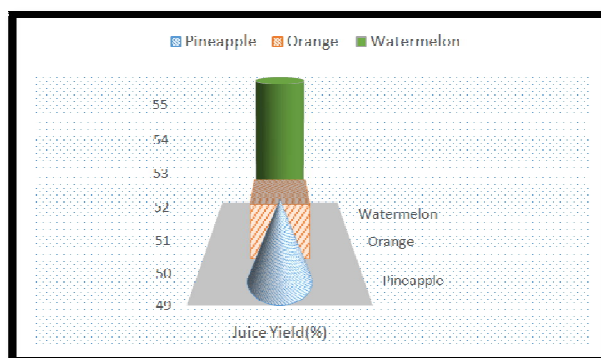 Pineapple Orange Watermelon
55
54
53
52
51
50
49
Watermelon
Orange
Pineapple
Juice Yield(%)